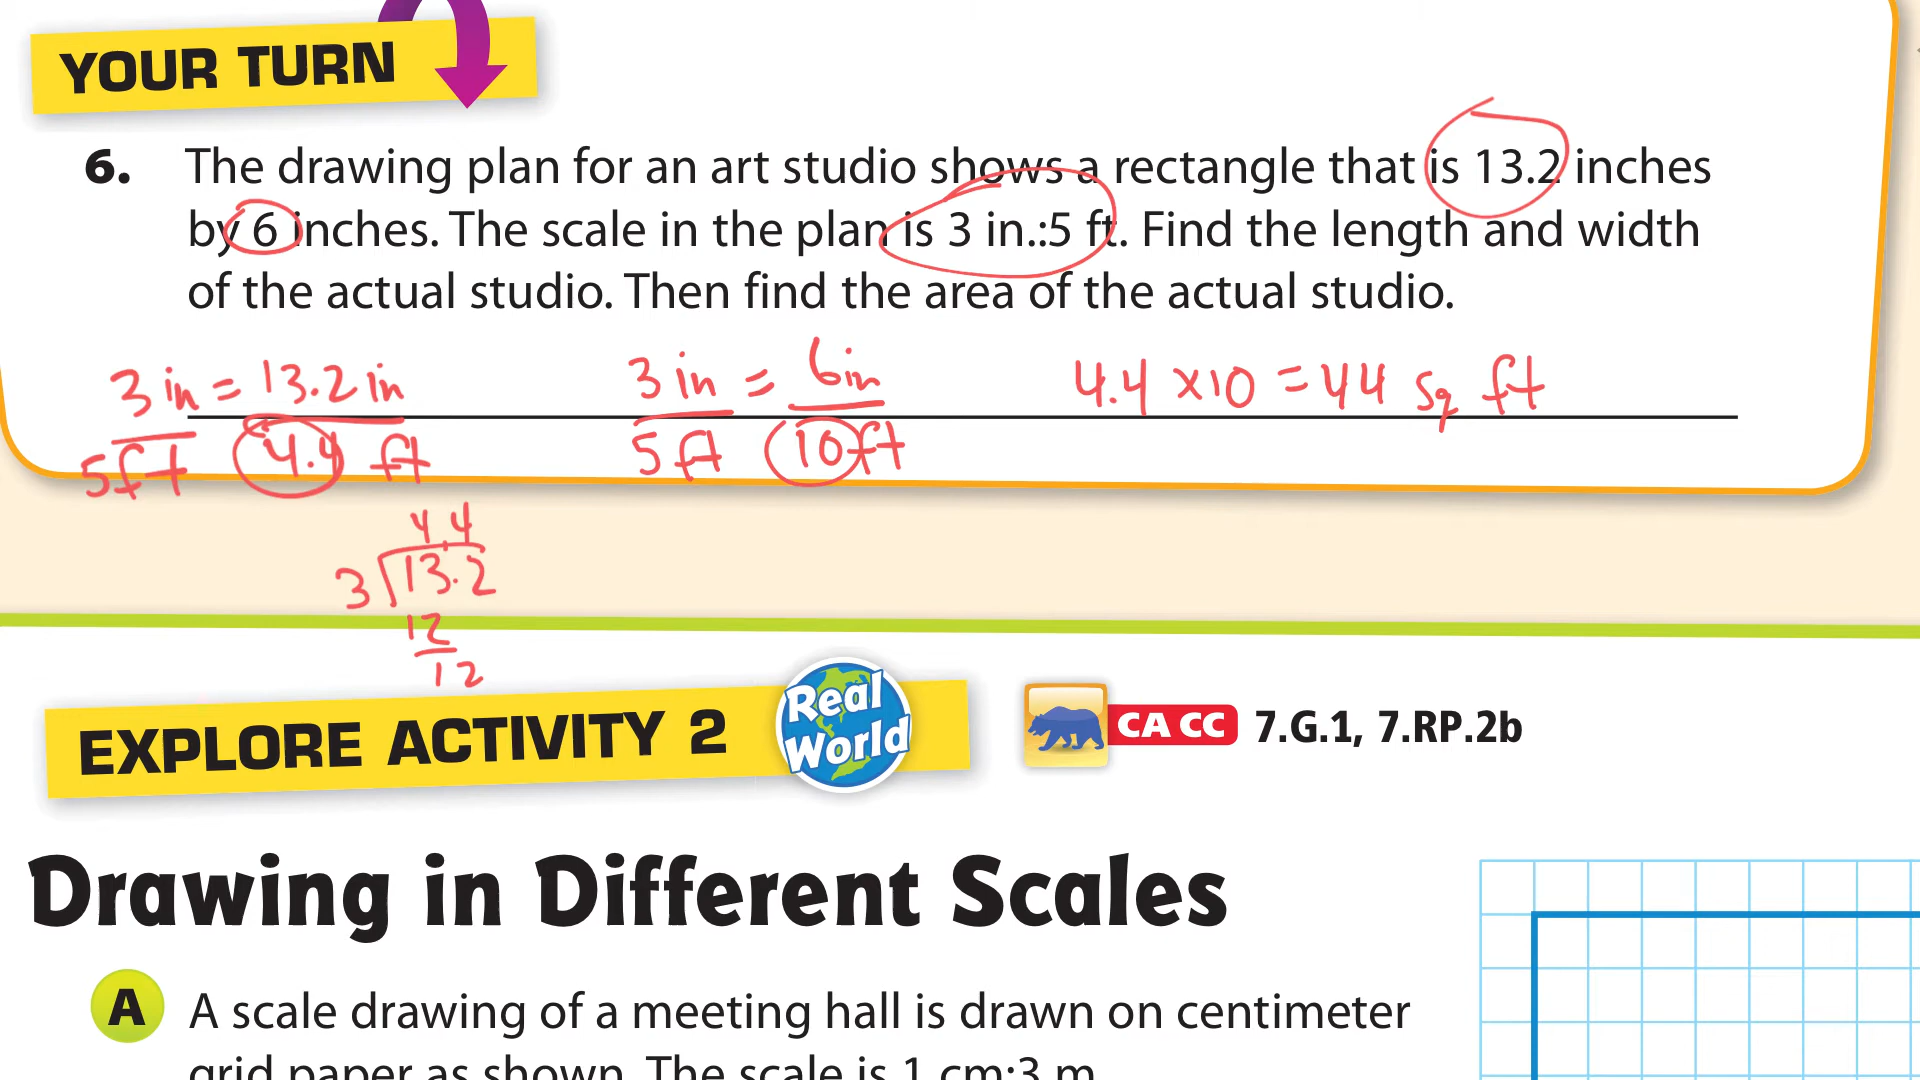 YOUR TURN
6. The drawing plan for an art studio shows a rectangle that is 13.2 inches
by 6 inches. The scale in the plan is 3 in.:5 ft. Find the length and width
of the actual studio. Then find the area of the actual studio.
3 in = 13.2 in 3 in = 6 in 4.4 x 10 = 44 sq ft
5 ft 4.4 ft 5 ft 10 ft
4.4
3 13.2
12
12
EXPLORE ACTIVITY 2 Real World CA CC 7.G.1, 7.RP.2b
Drawing in Different Scales
A A scale drawing of a meeting hall is drawn on centimeter
grid paper as shown. The scale is 1 cm:3 m.